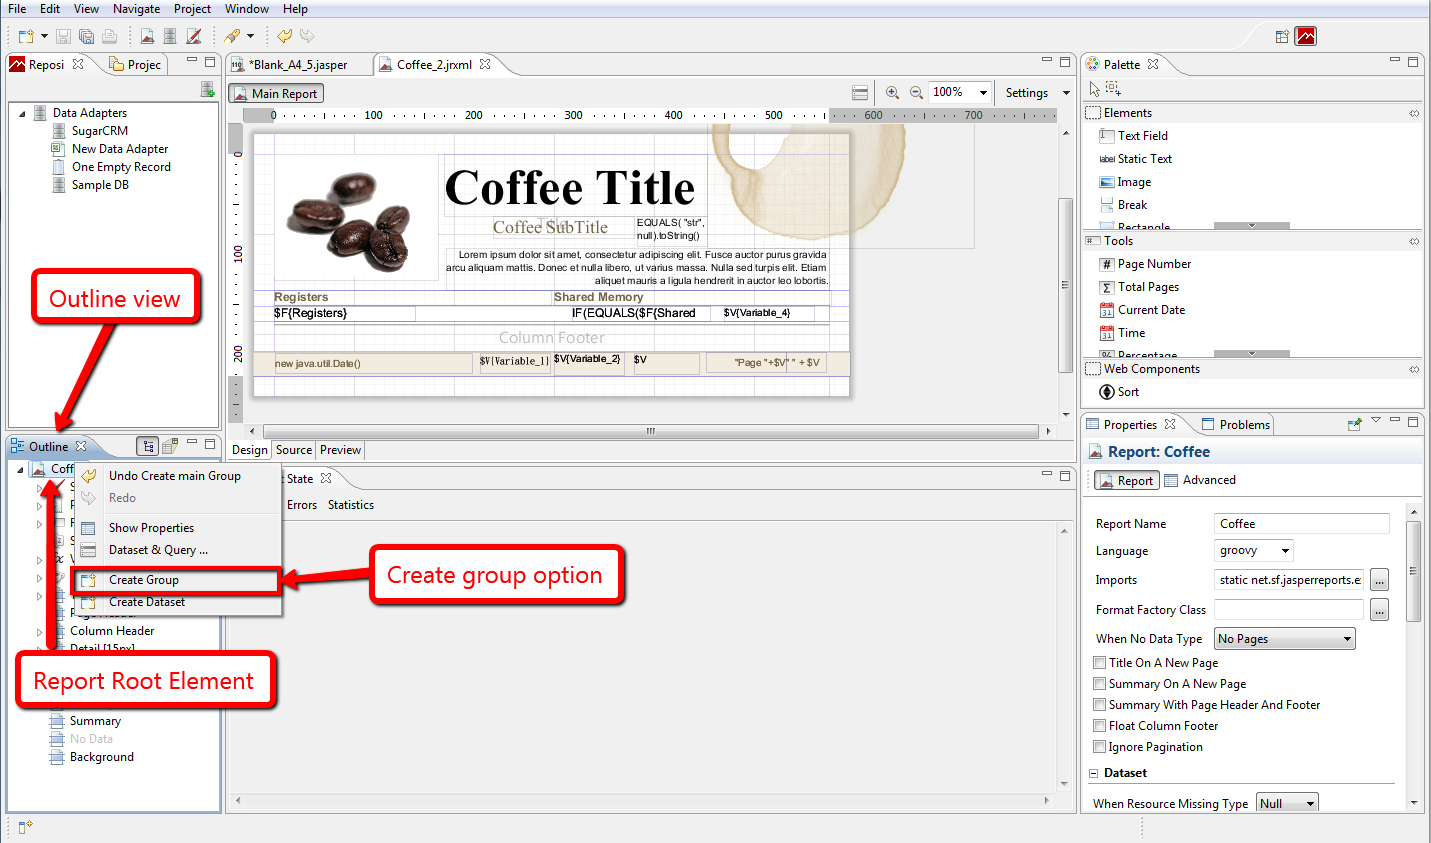 File Edit View Navigate Project Window Help
Reposi
Projec
Data Adapters
SugarCRM
New Data Adapter
One Empty Record
Sample DB
Outline view
*Blank_A4_5.jasper
Coffee_2.jrxml
Main Report
100%
Settings
0 100 200 300 400 500 600 700
0
100
200
Coffee Title
Title
Coffee SubTitle
EQUALS( "str",
null).toString()
Lorem ipsum dolor sit amet, consectetur adipiscing elit. Fusce auctor purus gravida
arcu aliquam mattis. Donec et nulla libero, ut varius massa. Nulla sed turpis elit. Etiam
aliquet mauris a ligula hendrerit in auctor leo lobortis.
Registers Shared Memory
$F{Registers} IF(EQUALS($F{Shared $V{Variable_4}
Column Footer
new java.util.Date() $V{Variable_1} $V{Variable_2} $V "Page "+$V" " + $V
Design Source Preview
Outline
Coff
Undo Create main Group
Redo
Show Properties
Dataset & Query ...
Create Group
Create Dataset
Column Header
Detail [15px]
Report Root Element
Summary
No Data
Background
State
Errors Statistics
Create group option
Palette
Elements
Text Field
label Static Text
Image
Break
Rectangle
Tools
# Page Number
Σ Total Pages
31 Current Date
31 Time
% Percentage
Web Components
Sort
Properties
Problems
Report: Coffee
Report
Advanced
Report Name Coffee
Language groovy
Imports static net.sf.jasperreports.e ...
Format Factory Class ...
When No Data Type No Pages
Title On A New Page
Summary On A New Page
Summary With Page Header And Footer
Float Column Footer
Ignore Pagination
Dataset
When Resource Missing Type Null